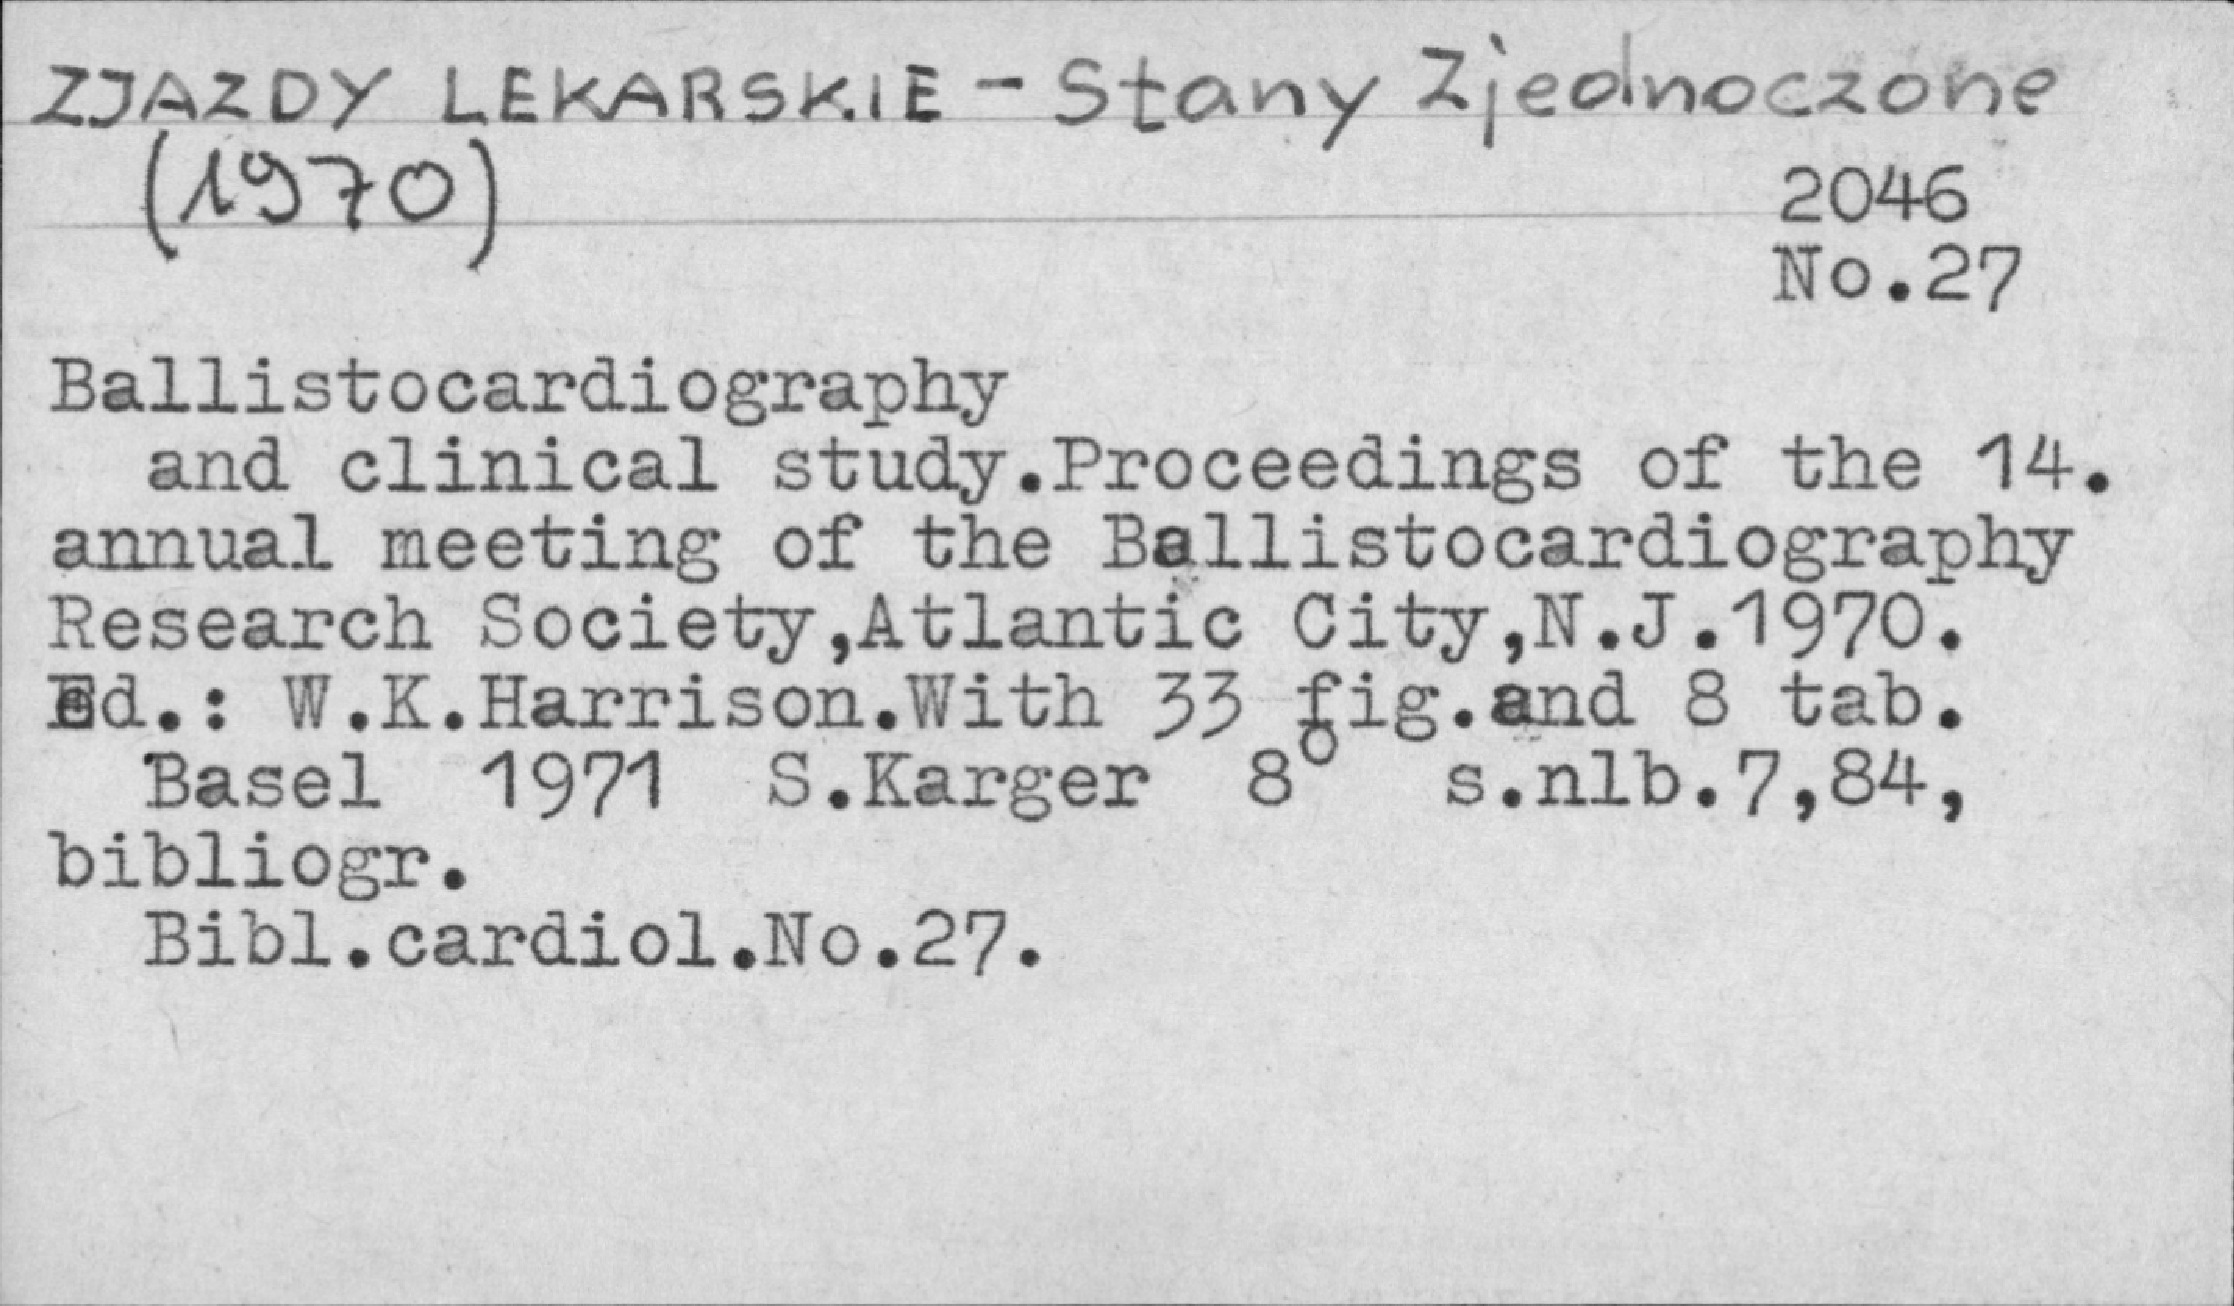 ZJAZDY LEKARSKIE - Stany Zjednoczone
(1970)
2046
No.27
Ballistocardiography
and clinical study.Proceedings of the 14.
annual meeting of the Ballistocardiography
Research Society,Atlantic City,N.J.1970.
Ed.: W.K.Harrison.With 33 fig.and 8 tab.
Basel 1971 S.Karger 8° s.nlb.7,84,
bibliogr.
Bibl.cardiol.No.27.